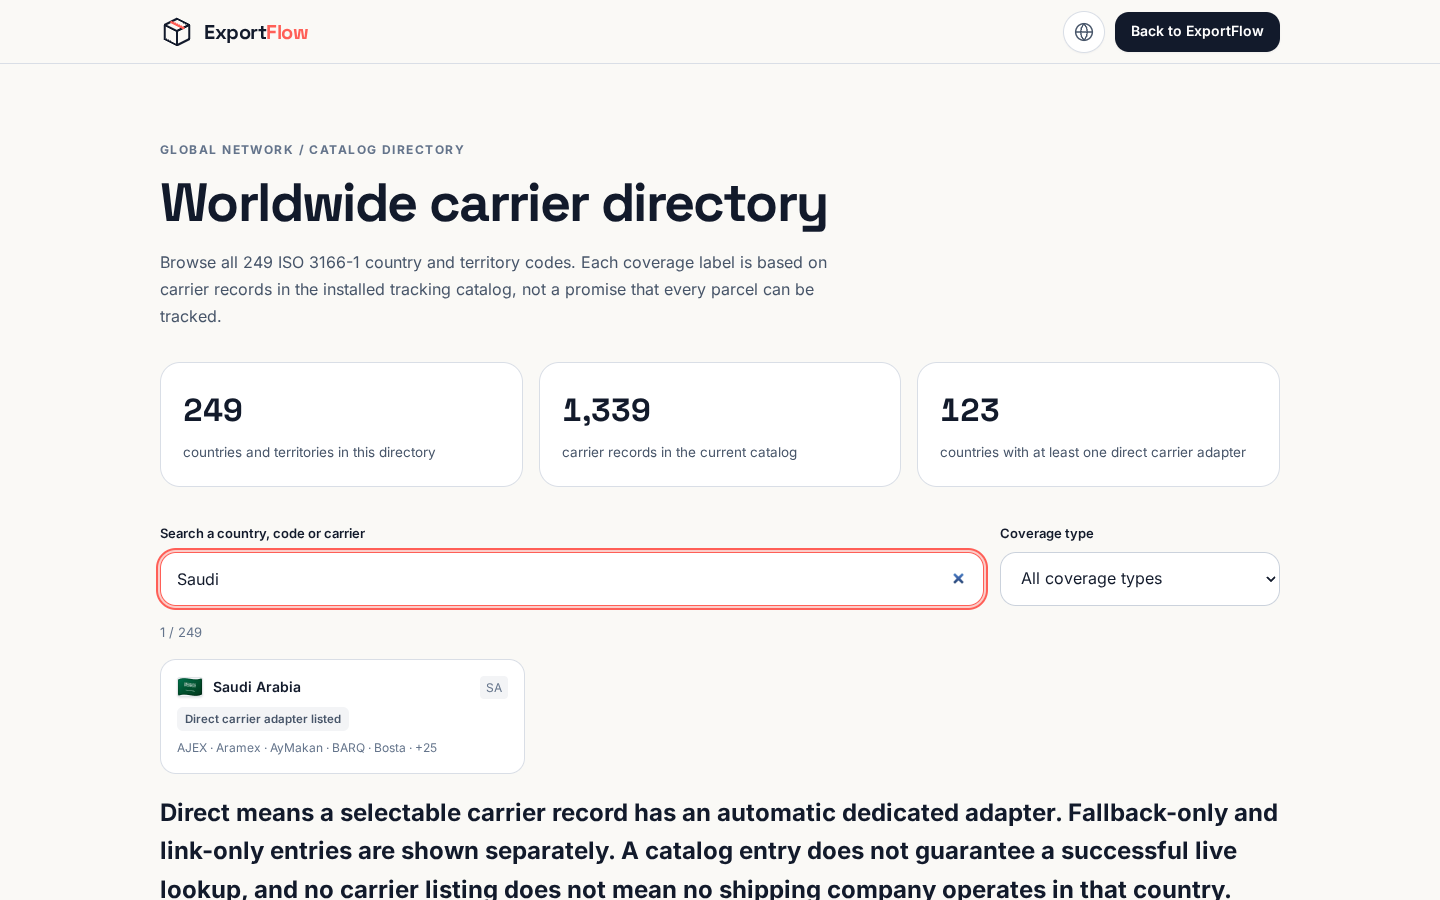 ExportFlow
Back to ExportFlow
GLOBAL NETWORK / CATALOG DIRECTORY
Worldwide carrier directory
Browse all 249 ISO 3166-1 country and territory codes. Each coverage label is based on
carrier records in the installed tracking catalog, not a promise that every parcel can be
tracked.
249
countries and territories in this directory
1,339
carrier records in the current catalog
123
countries with at least one direct carrier adapter
Search a country, code or carrier
Coverage type
Saudi
All coverage types
1 / 249
Saudi Arabia
SA
Direct carrier adapter listed
AJEX · Aramex · AyMakan · BARQ · Bosta · +25
Direct means a selectable carrier record has an automatic dedicated adapter. Fallback-only and
link-only entries are shown separately. A catalog entry does not guarantee a successful live
lookup, and no carrier listing does not mean no shipping company operates in that country.